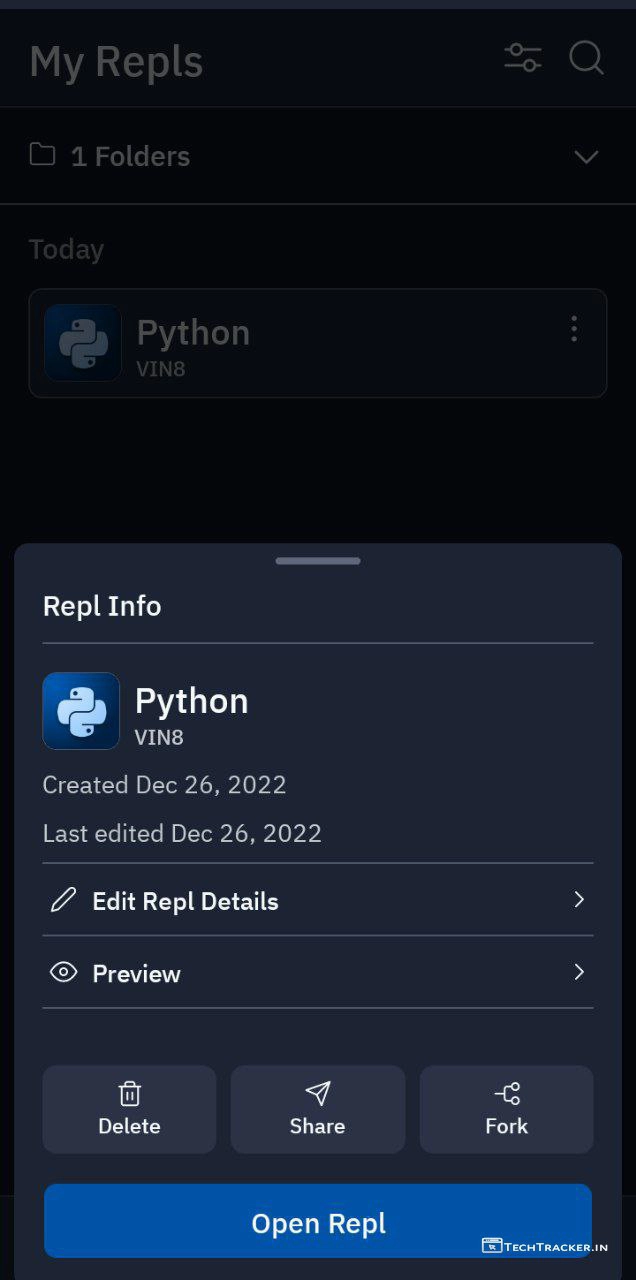 My Repls
1 Folders
Today
Python
VIN8
Repl Info
Python
VIN8
Created Dec 26, 2022
Last edited Dec 26, 2022
Edit Repl Details
Preview
Delete
Share
Fork
Open Repl
TECHTRACKER.IN